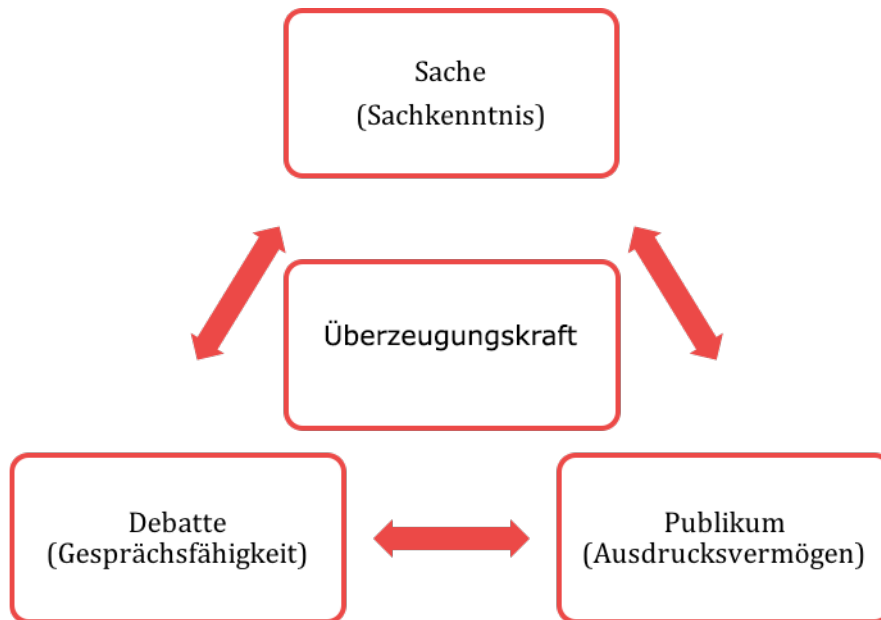 Sache
(Sachkenntnis)
Überzeugungskraft
Debatte
(Gesprächsfähigkeit)
Publikum
(Ausdrucksvermögen)